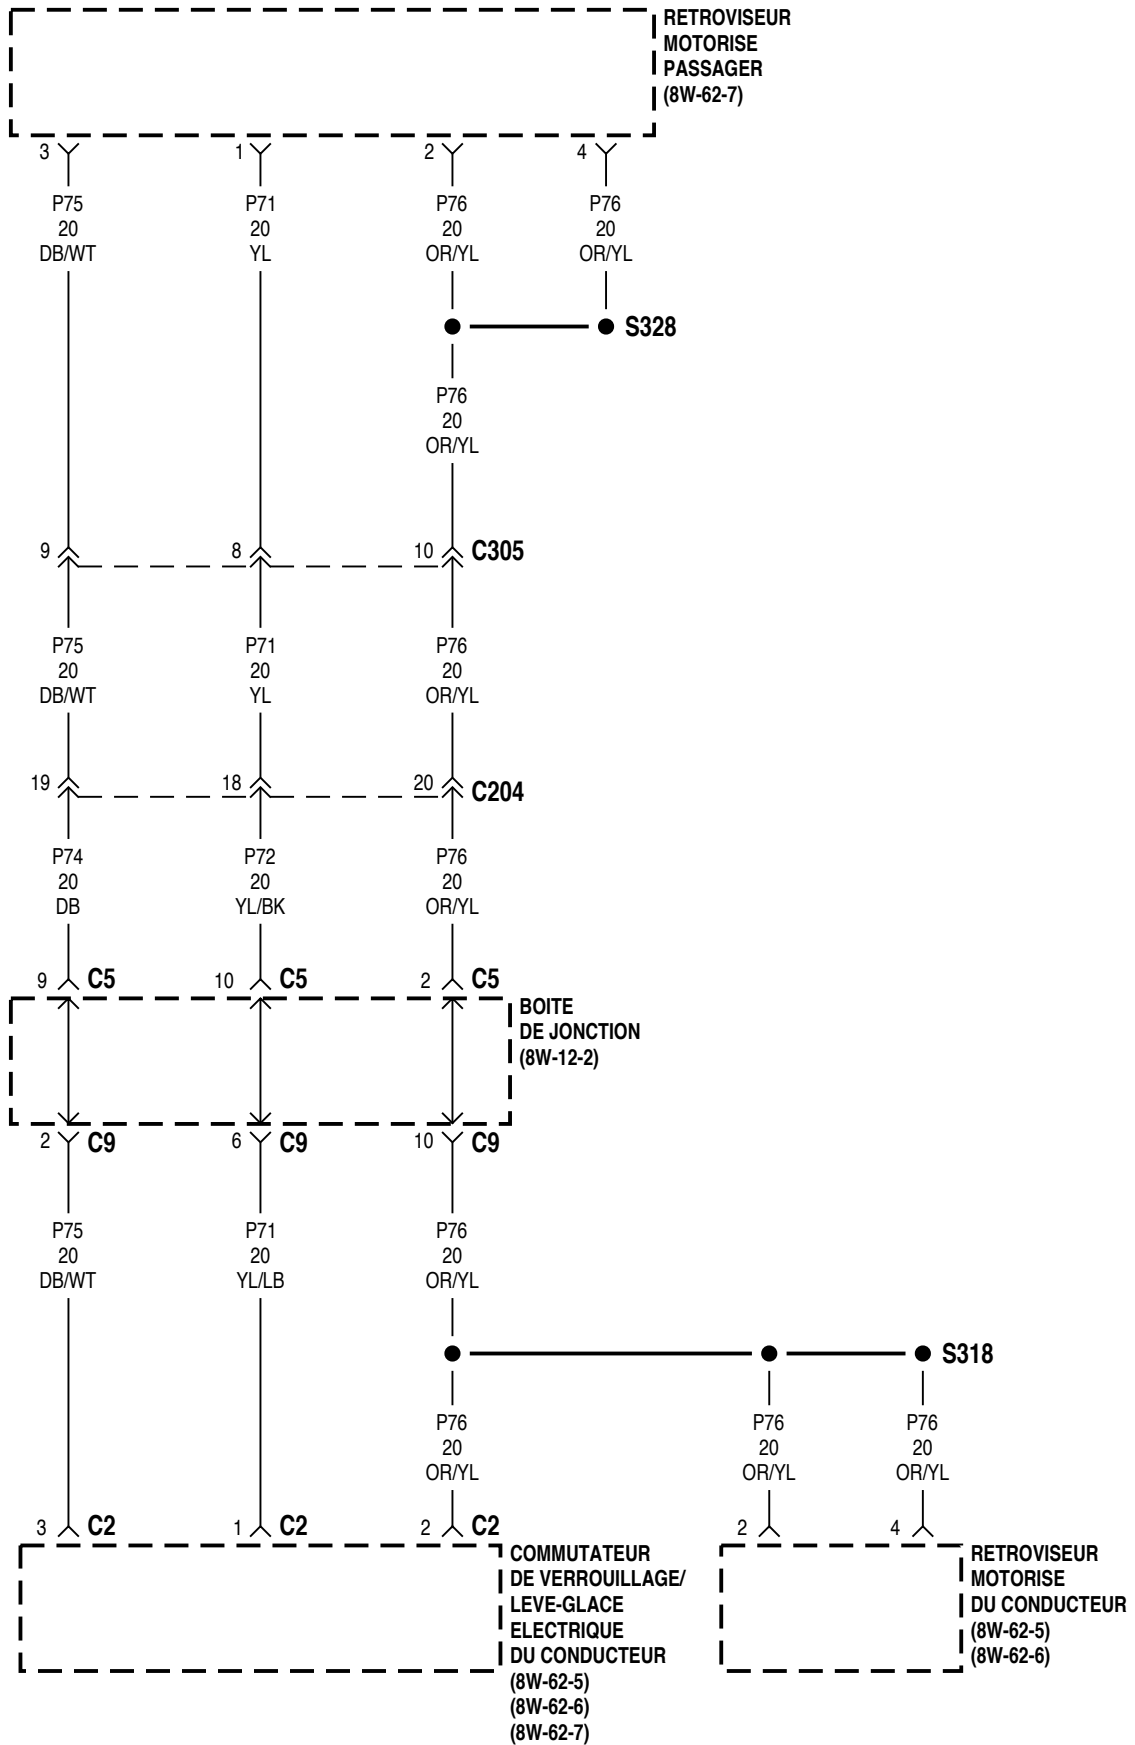 RETROVISEUR
MOTORISE
PASSAGER
(8W-62-7)
3 1 2 4
P75 P71 P76 P76
20 20 20 20
DB/WT YL OR/YL OR/YL
S328
P76
20
OR/YL
9 8 10 C305
P75 P71 P76
20 20 20
DB/WT YL OR/YL
19 18 20 C204
P74 P72 P76
20 20 20
DB YL/BK OR/YL
9 C5 10 C5 2 C5
BOITE
DE JONCTION
(8W-12-2)
2 C9 6 C9 10 C9
P75 P71 P76
20 20 20
DB/WT YL/LB OR/YL
S318
P76 P76 P76
20 20 20
OR/YL OR/YL OR/YL
3 C2 1 C2 2 C2 2 4
COMMUTATEUR
DE VERROUILLAGE/
LEVE-GLACE
ELECTRIQUE
DU CONDUCTEUR
(8W-62-5)
(8W-62-6)
(8W-62-7)
RETROVISEUR
MOTORISE
DU CONDUCTEUR
(8W-62-5)
(8W-62-6)